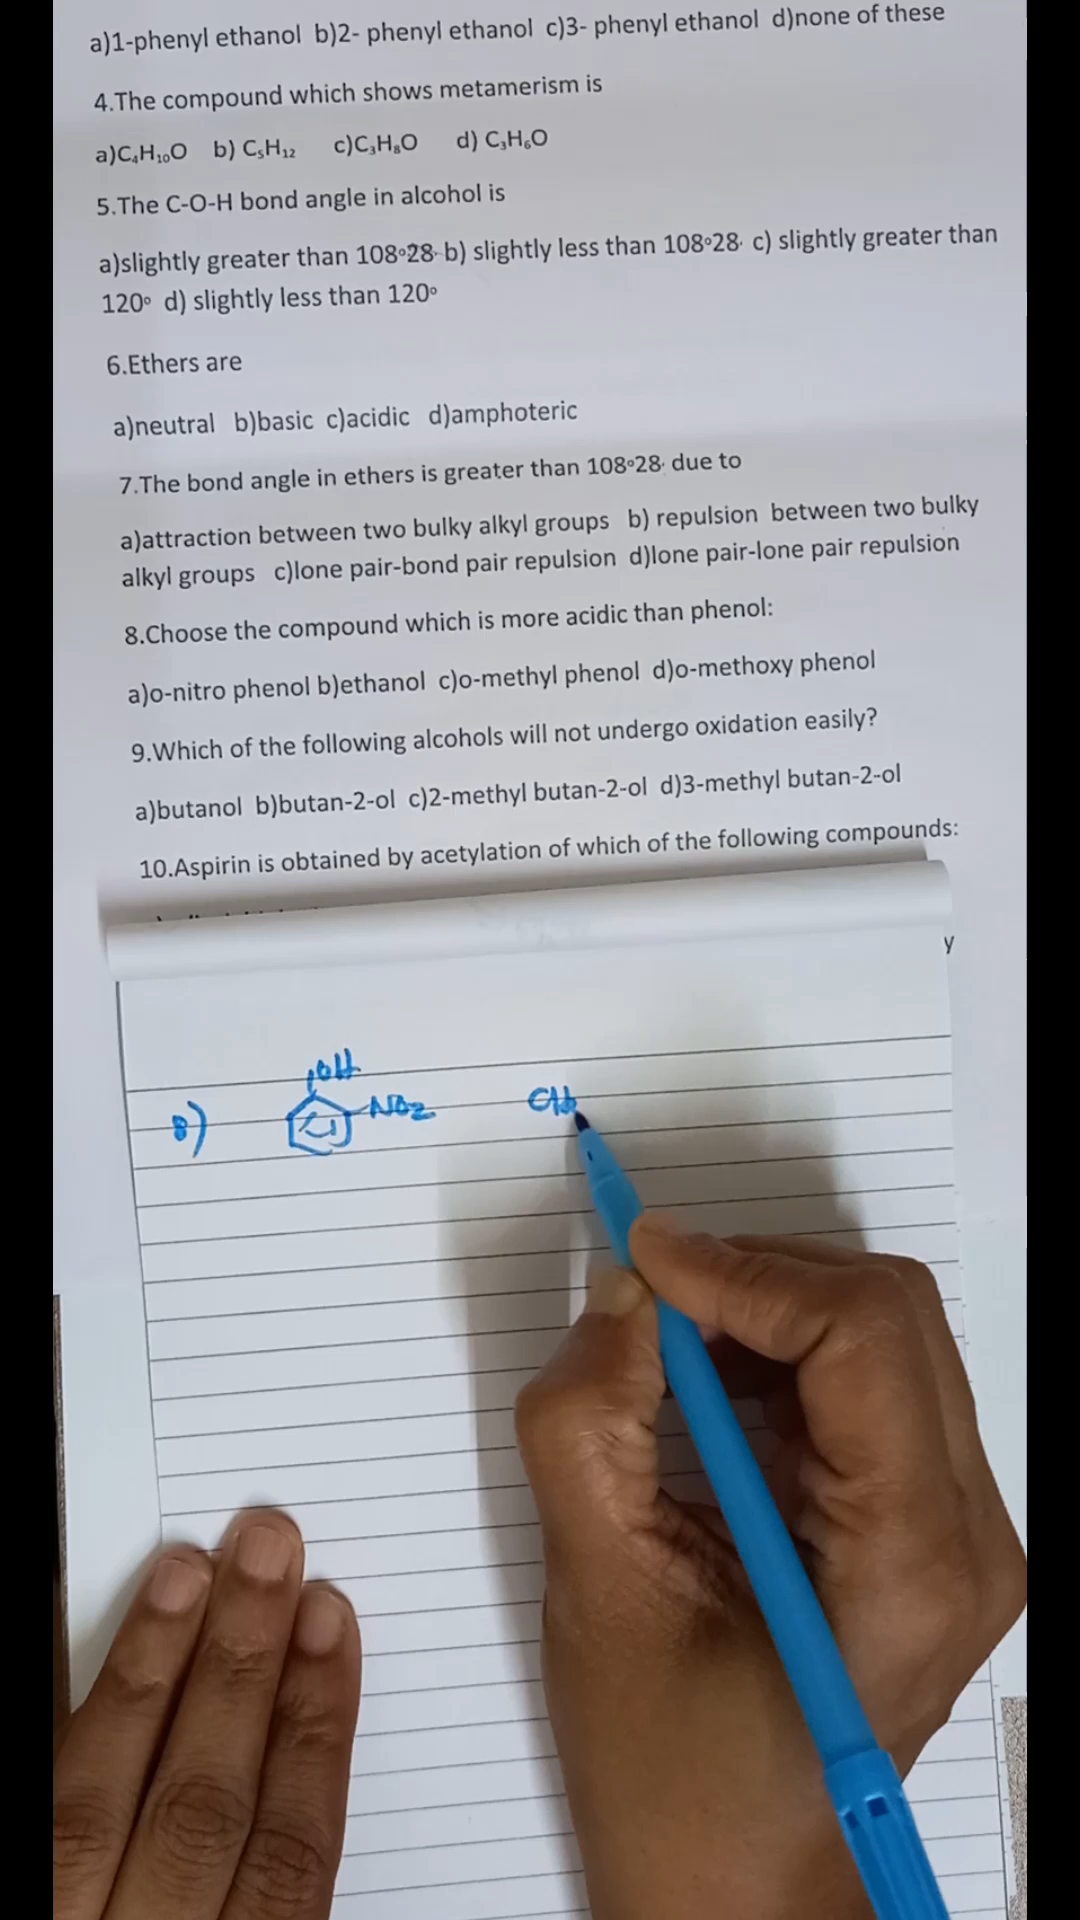 a)1-phenyl ethanol b)2- phenyl ethanol c)3- phenyl ethanol d)none of these
4.The compound which shows metamerism is
a)C₄H₁₀O b) C₅H₁₂ c)C₃H₈O d) C₃H₆O
5.The C-O-H bond angle in alcohol is
a)slightly greater than 108°28· b) slightly less than 108°28· c) slightly greater than
120° d) slightly less than 120°
6.Ethers are
a)neutral b)basic c)acidic d)amphoteric
7.The bond angle in ethers is greater than 108°28· due to
a)attraction between two bulky alkyl groups b) repulsion between two bulky
alkyl groups c)lone pair-bond pair repulsion d)lone pair-lone pair repulsion
8.Choose the compound which is more acidic than phenol:
a)o-nitro phenol b)ethanol c)o-methyl phenol d)o-methoxy phenol
9.Which of the following alcohols will not undergo oxidation easily?
a)butanol b)butan-2-ol c)2-methyl butan-2-ol d)3-methyl butan-2-ol
10.Aspirin is obtained by acetylation of which of the following compounds:
y
OH
8) NO₂ CH₃